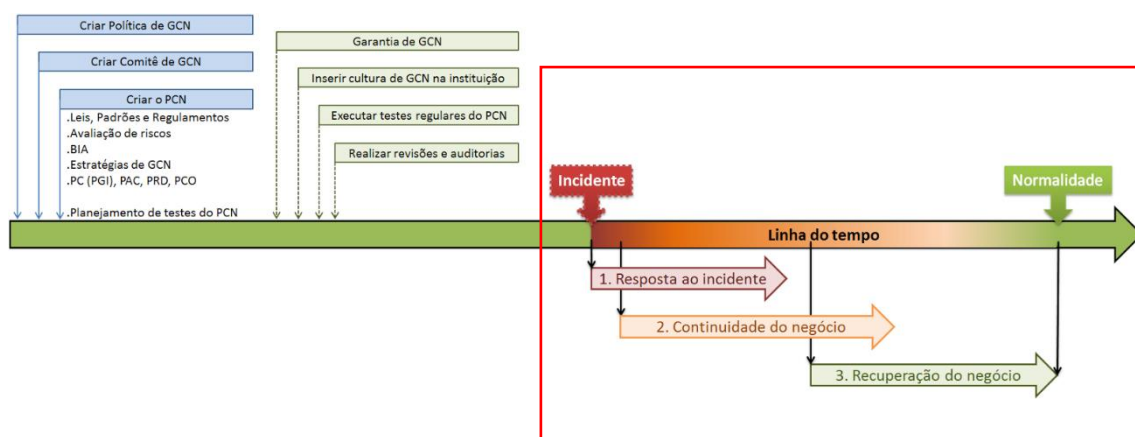 Criar Política de GCN
Criar Comitê de GCN
Criar o PCN
.Leis, Padrões e Regulamentos
.Avaliação de riscos
.BIA
.Estratégias de GCN
.PC (PGI), PAC, PRD, PCO
.Planejamento de testes do PCN
Garantia de GCN
Inserir cultura de GCN na instituição
Executar testes regulares do PCN
Realizar revisões e auditorias
Incidente
Normalidade
Linha do tempo
1. Resposta ao incidente
2. Continuidade do negócio
3. Recuperação do negócio